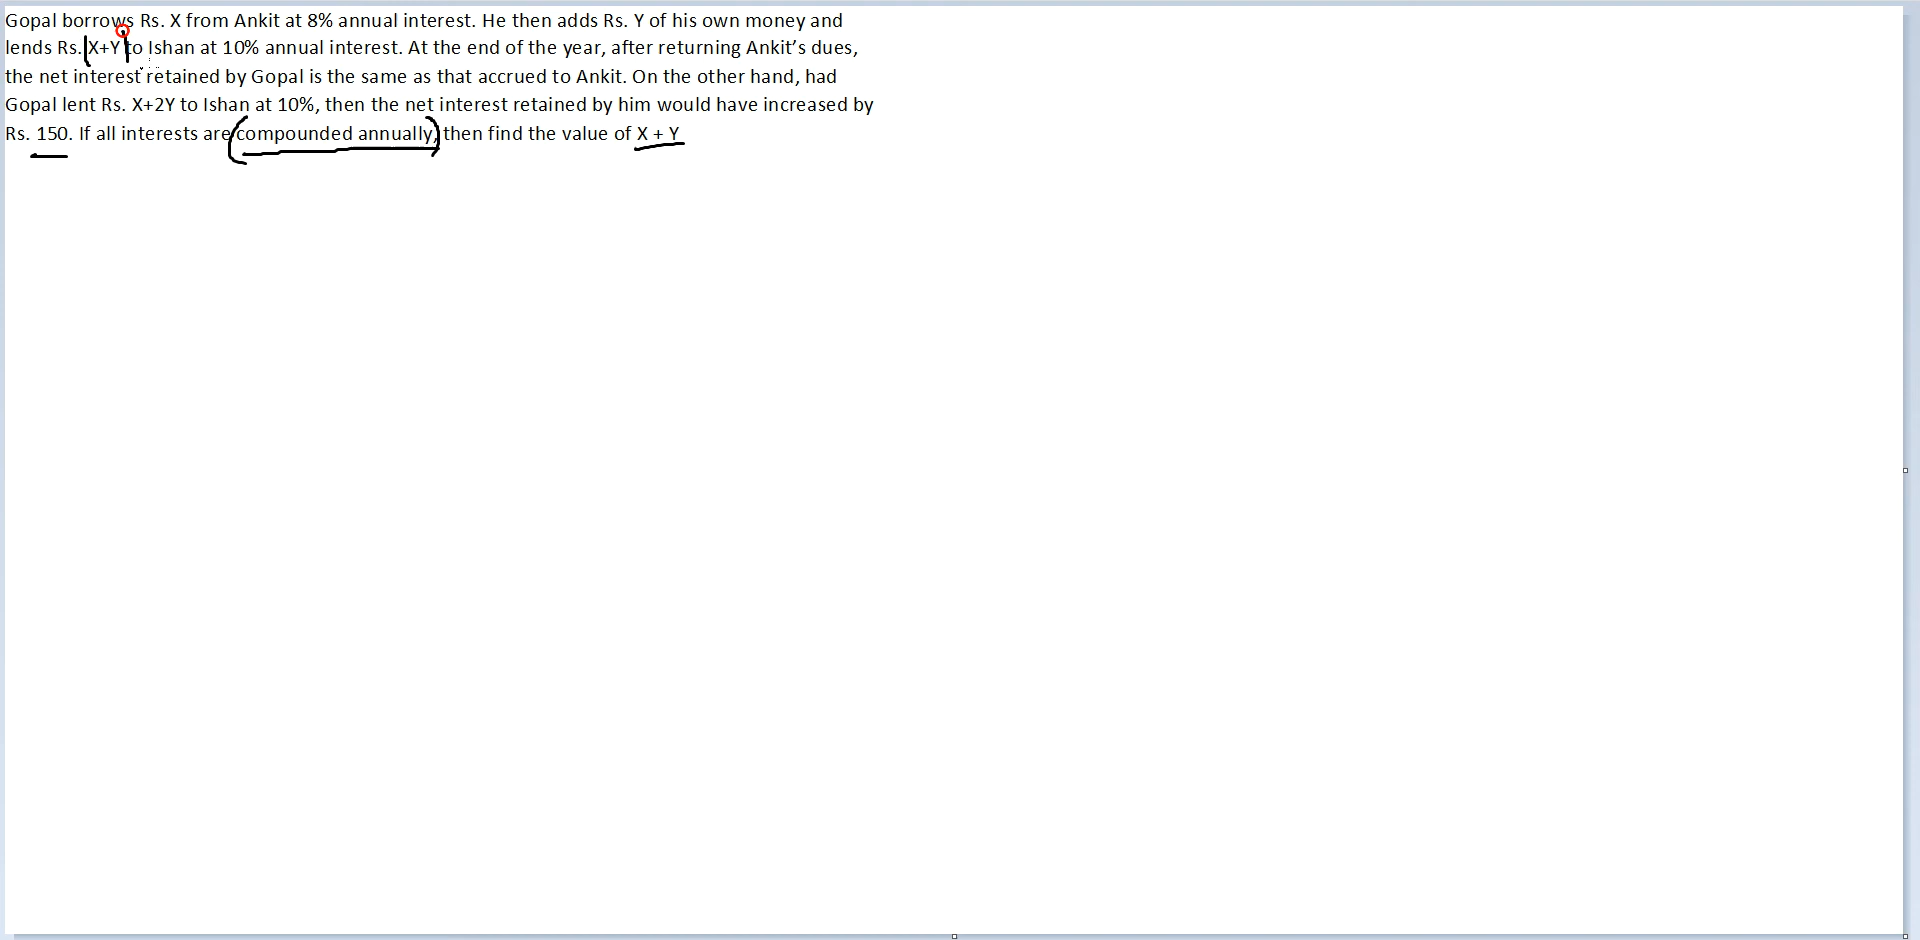 Gopal borrows Rs. X from Ankit at 8% annual interest. He then adds Rs. Y of his own money and
lends Rs. X+Y to Ishan at 10% annual interest. At the end of the year, after returning Ankit’s dues,
the net interest retained by Gopal is the same as that accrued to Ankit. On the other hand, had
Gopal lent Rs. X+2Y to Ishan at 10%, then the net interest retained by him would have increased by
Rs. 150. If all interests are compounded annually, then find the value of X + Y